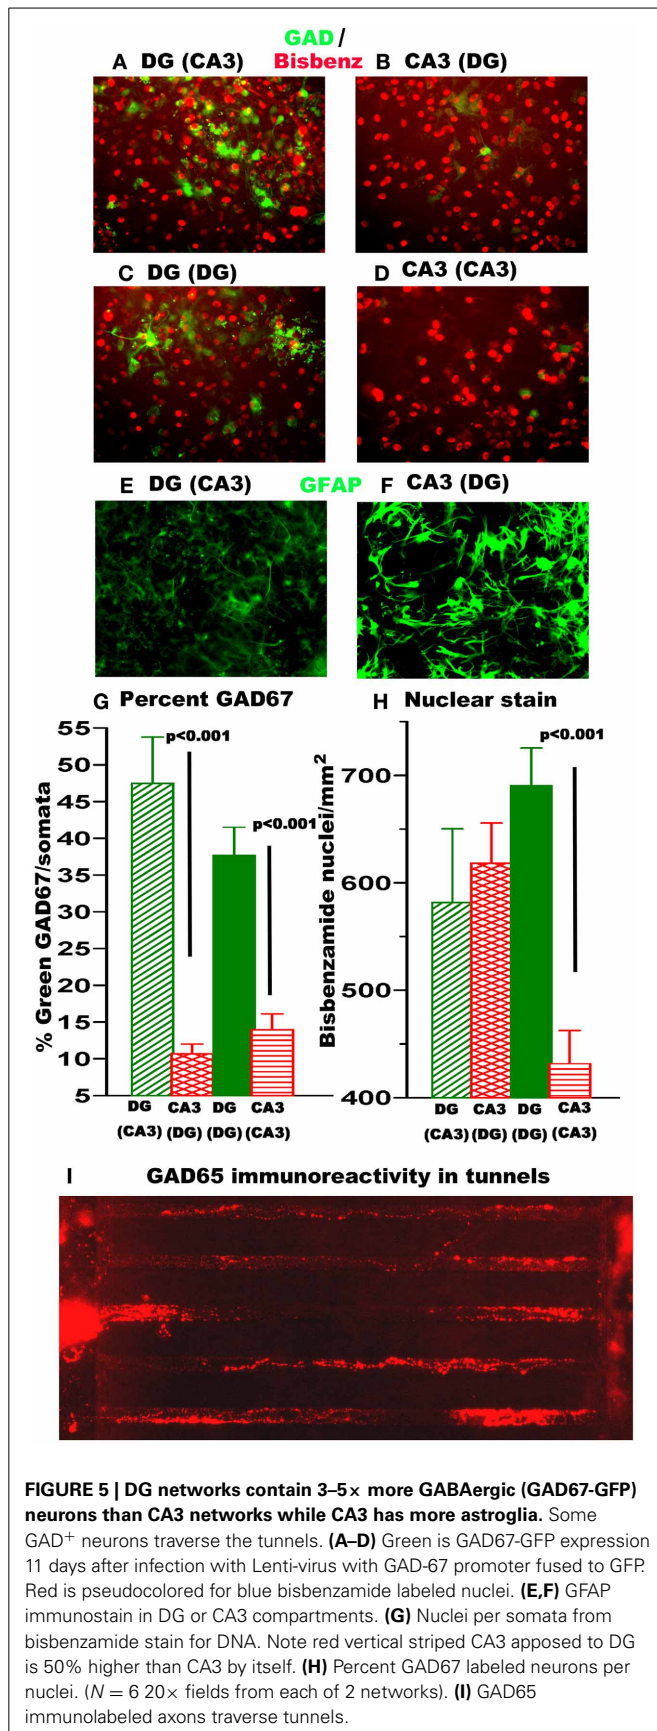 GAD /
A DG (CA3) Bisbenz B CA3 (DG)
C DG (DG) D CA3 (CA3)
E DG (CA3) GFAP F CA3 (DG)
G Percent GAD67
% Green GAD67/somata
55
50
45
40
35
30
25
20
15
10
5
p<0.001
p<0.001
DG CA3 DG CA3
(CA3) (DG) (DG) (CA3)
H Nuclear stain
Bisbenzamide nuclei/mm²
700
600
500
400
p<0.001
DG CA3 DG CA3
(CA3) (DG) (DG) (CA3)
I GAD65 immunoreactivity in tunnels
FIGURE 5 | DG networks contain 3–5× more GABAergic (GAD67-GFP)
neurons than CA3 networks while CA3 has more astroglia. Some
GAD⁺ neurons traverse the tunnels. (A–D) Green is GAD67-GFP expression
11 days after infection with Lenti-virus with GAD-67 promoter fused to GFP.
Red is pseudocolored for blue bisbenzamide labeled nuclei. (E,F) GFAP
immunostain in DG or CA3 compartments. (G) Nuclei per somata from
bisbenzamide stain for DNA. Note red vertical striped CA3 apposed to DG
is 50% higher than CA3 by itself. (H) Percent GAD67 labeled neurons per
nuclei. (N = 6 20× fields from each of 2 networks). (I) GAD65
immunolabeled axons traverse tunnels.